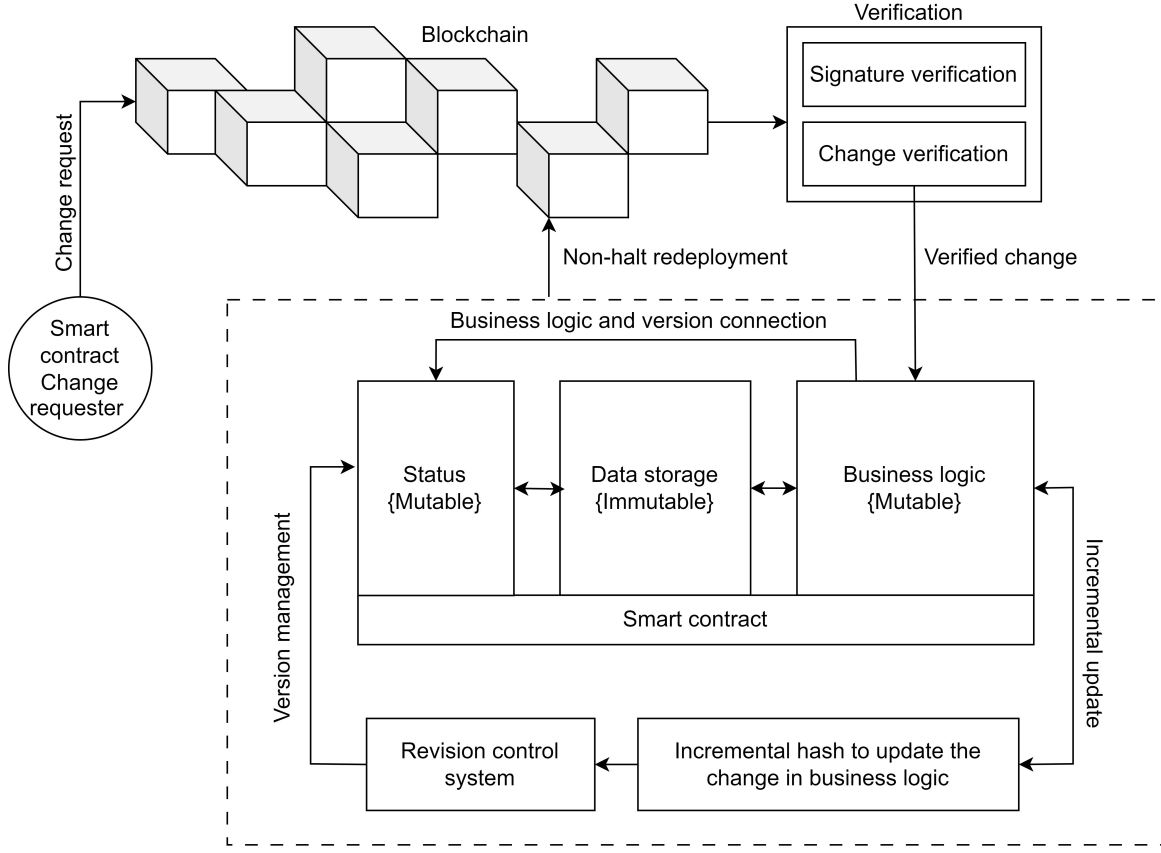 Verification
Blockchain
Signature verification
Change verification
Change request
Non-halt redeployment
Verified change
Smart
contract
Change
requester
Business logic and version connection
Status
{Mutable}
Data storage
{Immutable}
Business logic
{Mutable}
Version management
Incremental update
Smart contract
Revision control
system
Incremental hash to update the
change in business logic